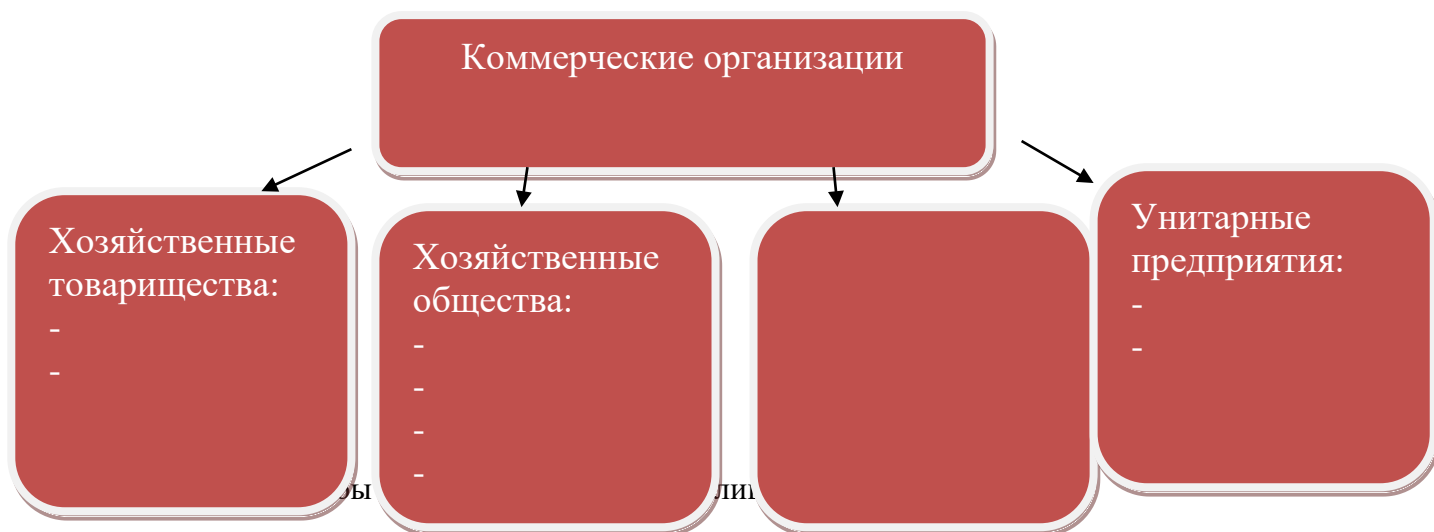 Коммерческие организации
Хозяйственные
товарищества:
-
-
Хозяйственные
общества:
-
-
-
-
Унитарные
предприятия:
-
-